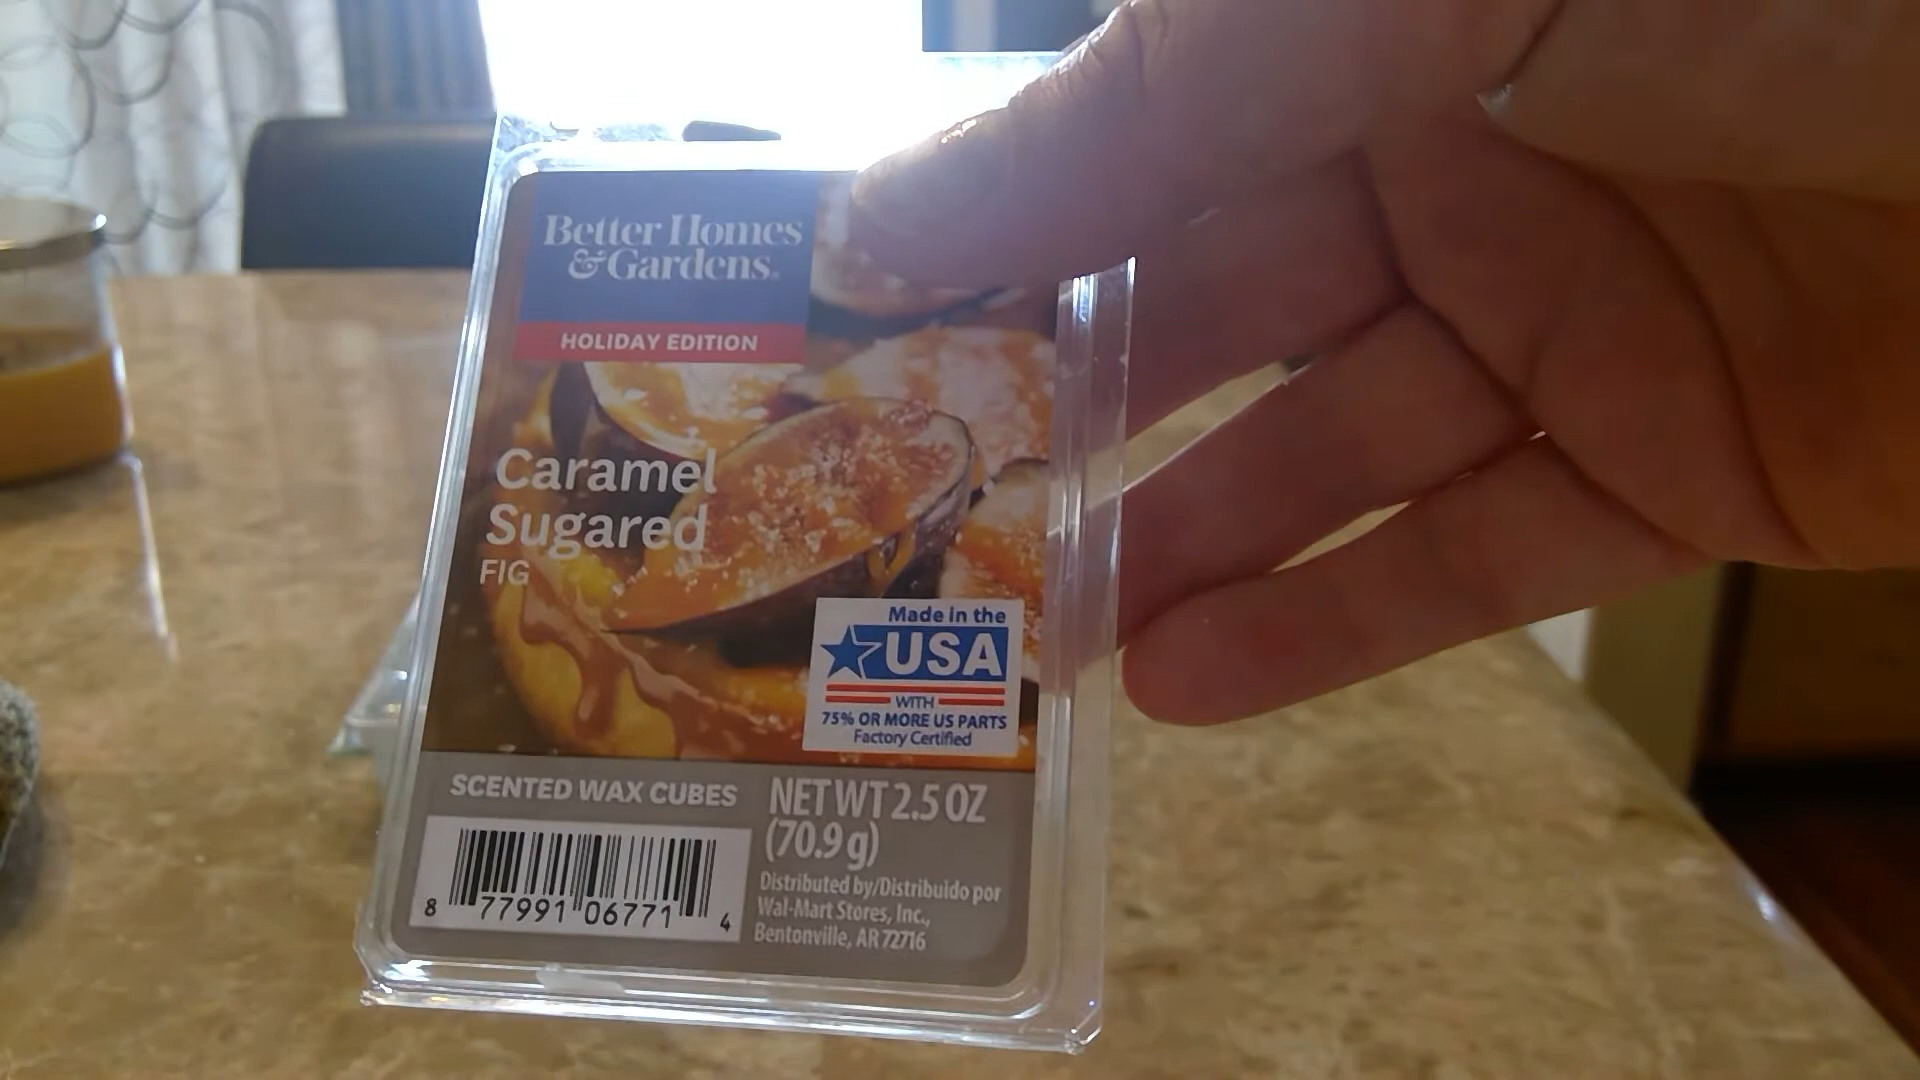 Better Homes
& Gardens®
HOLIDAY EDITION
Caramel
Sugared
FIG
Made in the
USA
WITH
75% OR MORE US PARTS
Factory Certified
SCENTED WAX CUBES
NET WT 2.5 OZ
(70.9 g)
8 77991 06771 4
Distributed by/Distribuido por
Wal-Mart Stores, Inc.,
Bentonville, AR 72716